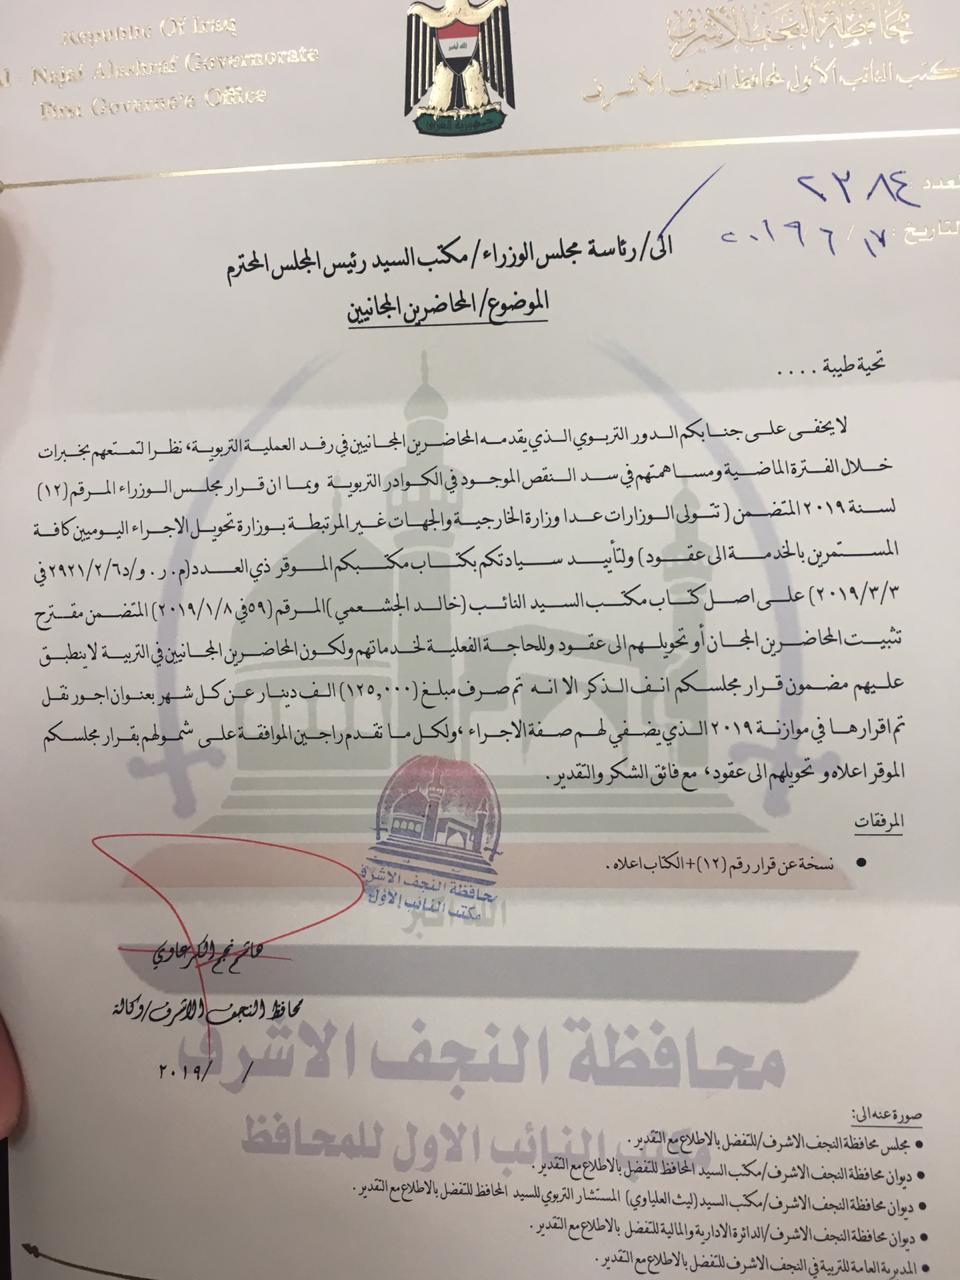 Republic Of Iraq
Al - Najaf Alashraf Governorate
First Governe'e Office
محافظة النجف الأشرف
مكتب النائب الأول لمحافظ النجف الأشرف
جمهورية العراق
العدد ٢٣٨٤
التاريخ : ١٧ / ٦ ٢٠١٩
الى/ رئاسة مجلس الوزراء/ مكتب السيد رئيس المجلس المحترم
الموضوع/ المحاضرين المجانيين
تحية طيبة ....
لا يخفى على جنابكم الدور التربوي الذي يقدمه المحاضرين المجانيين في رفد العملية التربوية، نظرا لتمتعهم بخبرات
خلال الفترة الماضية ومساهمتهم في سد النقص الموجود في الكوادر التربوية وبما ان قرار مجلس الوزراء المرقم (١٢)
لسنة ٢٠١٩ المتضمن ( تتولى الوزارات عدا وزارة الخارجية والجهات غير المرتبطة بوزارة تحويل الاجراء اليوميين كافة
المستمرين بالخدمة الى عقود) ولتأييد سيادتكم بكتاب مكتبكم الموقر ذي العدد (م. ر. و/د٢٩٢١/٢/٦ في
٢٠١٩/٣/٣) على اصل كتاب مكتب السيد النائب (خالد الجشعمي) المرقم (٥٩ في ٢٠١٩/١/٨) المتضمن مقترح
تثبيت المحاضرين المجان أو تحويلهم الى عقود وللحاجة الفعلية لخدماتهم ولكون المحاضرين المجانيين في التربية لا ينطبق
عليهم مضمون قرار مجلسكم انف الذكر الا انه تم صرف مبلغ (١٢٥,٠٠٠) الف دينار عن كل شهر بعنوان اجور نقل
تم اقرارها في موازنة ٢٠١٩ الذي يضفي لهم صفة الاجراء ،ولكل ما تقدم راجين الموافقة على شمولهم بقرار مجلسكم
الموقر اعلاه و تحويلهم الى عقود، مع فائق الشكر والتقدير .
المرفقات
• نسخة عن قرار رقم (١٢)+الكتاب اعلاه .
محافظة النجف الأشرف
مكتب النائب الأول
الله اكبر
هاشم نجم الكرعاوي
محافظ النجف الاشرف/وكالة
/ /٢٠١٩
محافظة النجف الاشرف
مكتب النائب الاول للمحافظ
صورة عنه الى:
• مجلس محافظة النجف الاشرف/للتفضل بالاطلاع مع التقدير .
• ديوان محافظة النجف الاشرف/مكتب السيد المحافظ للتفضل بالاطلاع مع التقدير .
• ديوان محافظة النجف الاشرف/مكتب السيد (ليث العلياوي) المستشار التربوي للسيد المحافظ للتفضل بالاطلاع مع التقدير .
• ديوان محافظة النجف الاشرف/الدائرة الادارية والمالية للتفضل بالاطلاع مع التقدير .
• المديرية العامة للتربية في النجف الاشرف للتفضل بالاطلاع مع التقدير .